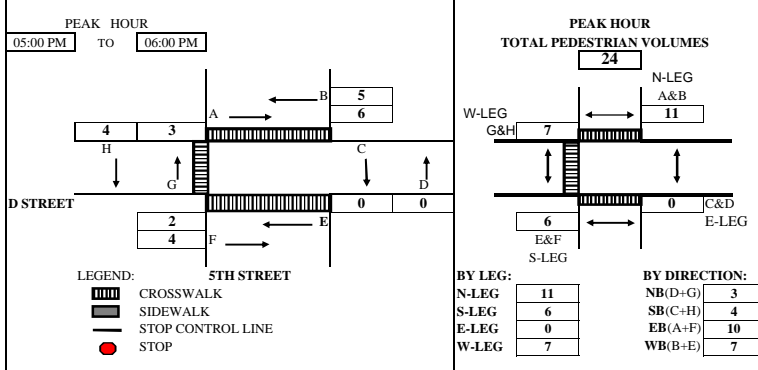 PEAK HOUR
05:00 PM TO 06:00 PM
B 5
A 6
4 3
H C
G D
D STREET 0 0
2 E
4 F
LEGEND: 5TH STREET
CROSSWALK
SIDEWALK
STOP CONTROL LINE
STOP
PEAK HOUR
TOTAL PEDESTRIAN VOLUMES
24
N-LEG
A&B
W-LEG 11
G&H 7
6 0 C&D
E&F E-LEG
S-LEG
BY LEG:
N-LEG 11
S-LEG 6
E-LEG 0
W-LEG 7
BY DIRECTION:
NB(D+G) 3
SB(C+H) 4
EB(A+F) 10
WB(B+E) 7